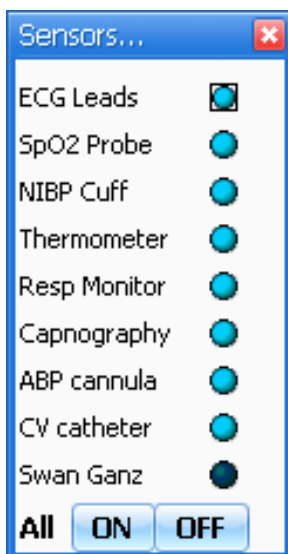 Sensors...
ECG Leads
SpO2 Probe
NIBP Cuff
Thermometer
Resp Monitor
Capnography
ABP cannula
CV catheter
Swan Ganz
All ON OFF